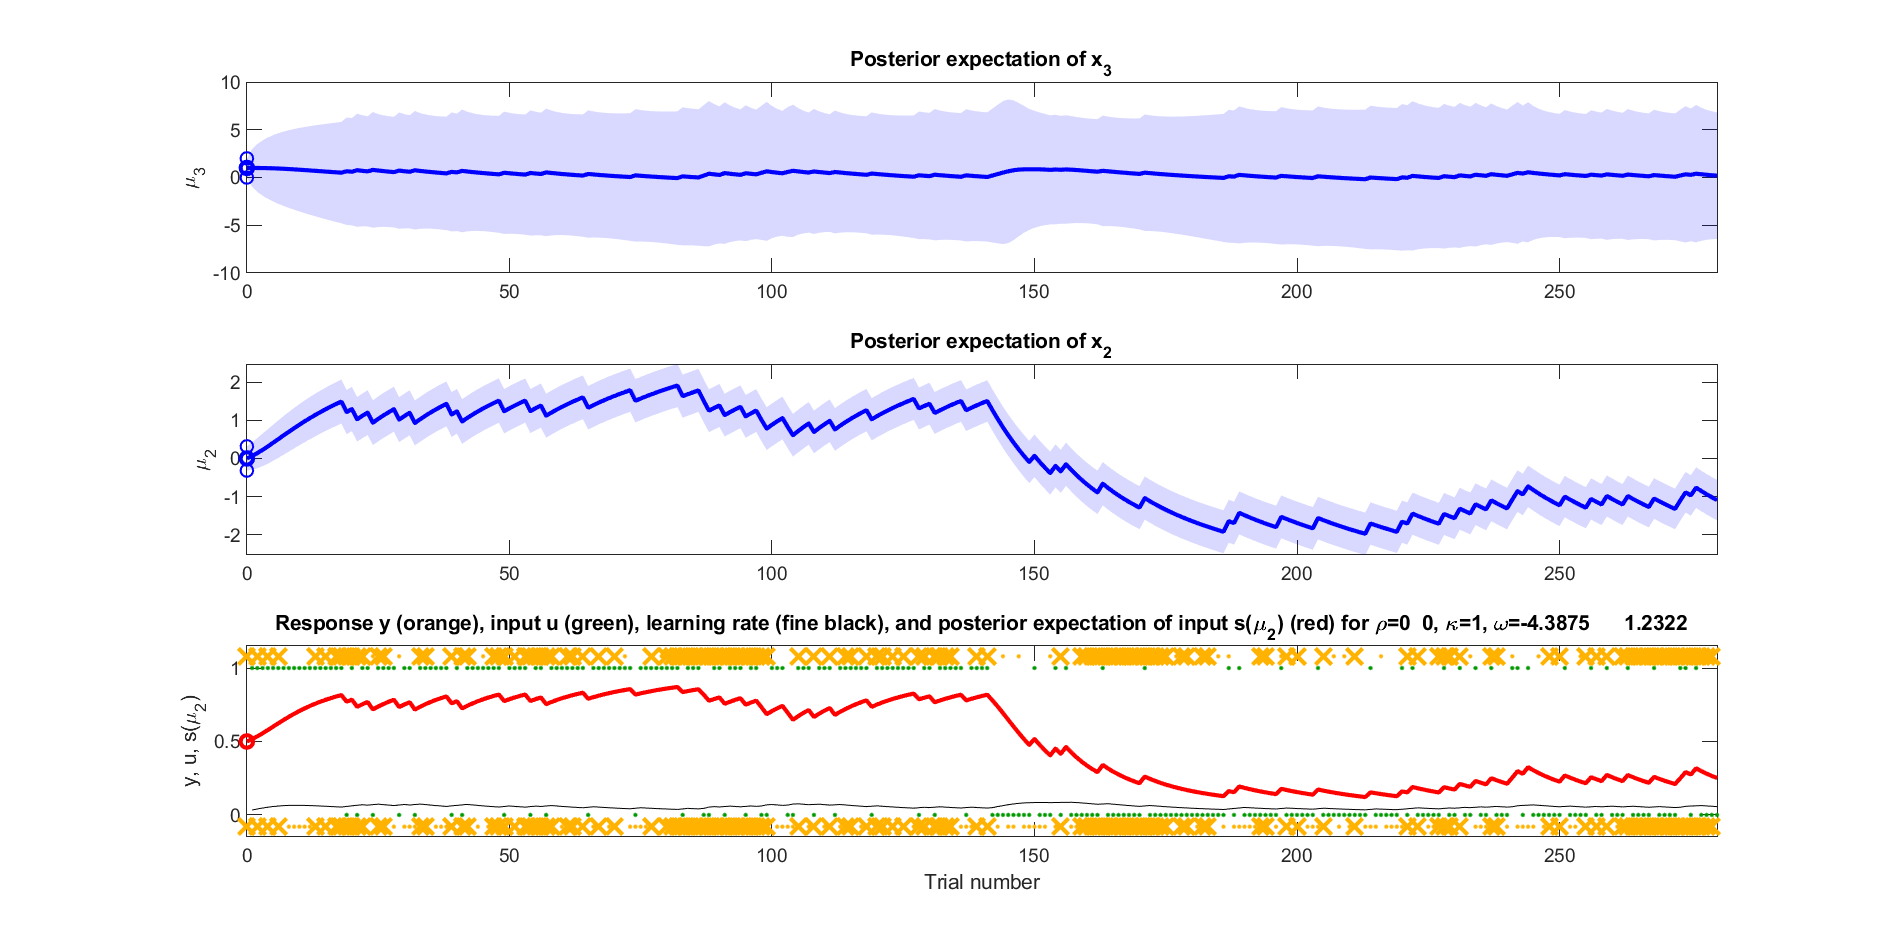 Posterior expectation of x3
10
5
0
-5
-10
μ3
0 50 100 150 200 250
Posterior expectation of x2
2
1
0
-1
-2
μ2
0 50 100 150 200 250
Response y (orange), input u (green), learning rate (fine black), and posterior expectation of input s(μ2) (red) for ρ=0 0, κ=1, ω=-4.3875 1.2322
1
0.5
0
y, u, s(μ2)
0 50 100 150 200 250
Trial number